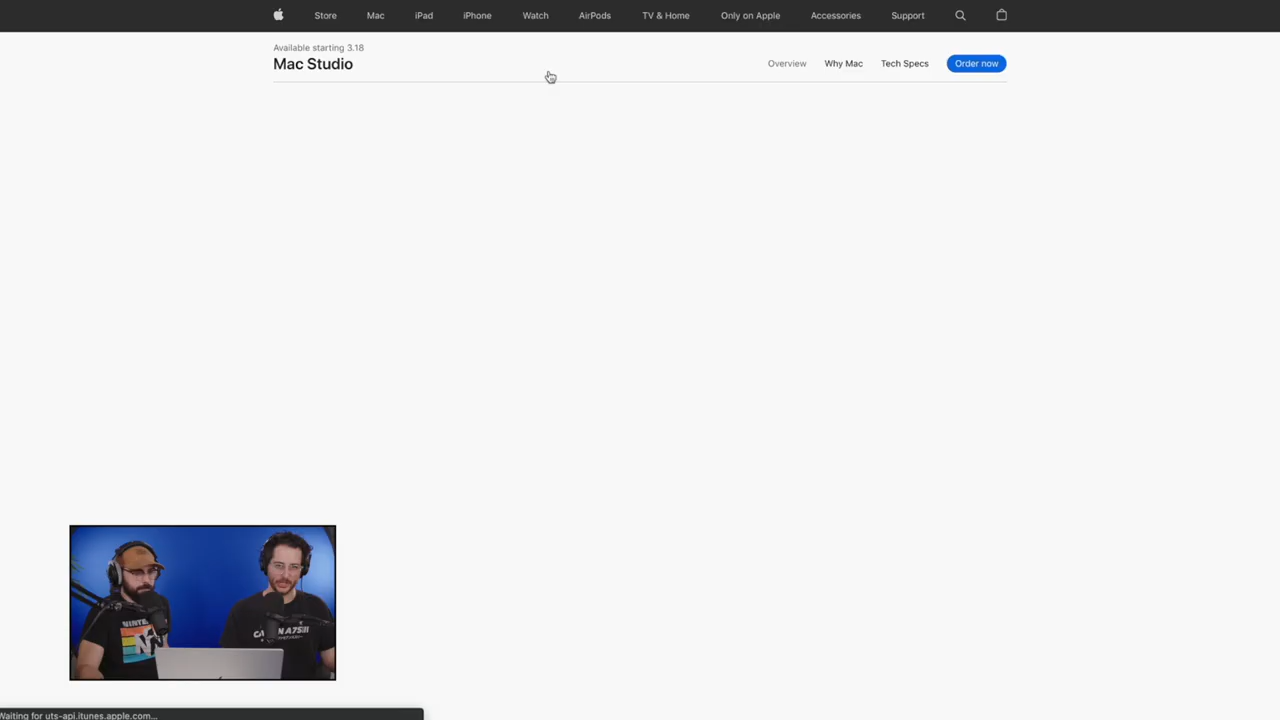 Store Mac iPad iPhone Watch AirPods TV & Home Only on Apple Accessories Support
Available starting 3.18
Mac Studio
Overview Why Mac Tech Specs Order now
Waiting for uts-api.itunes.apple.com...